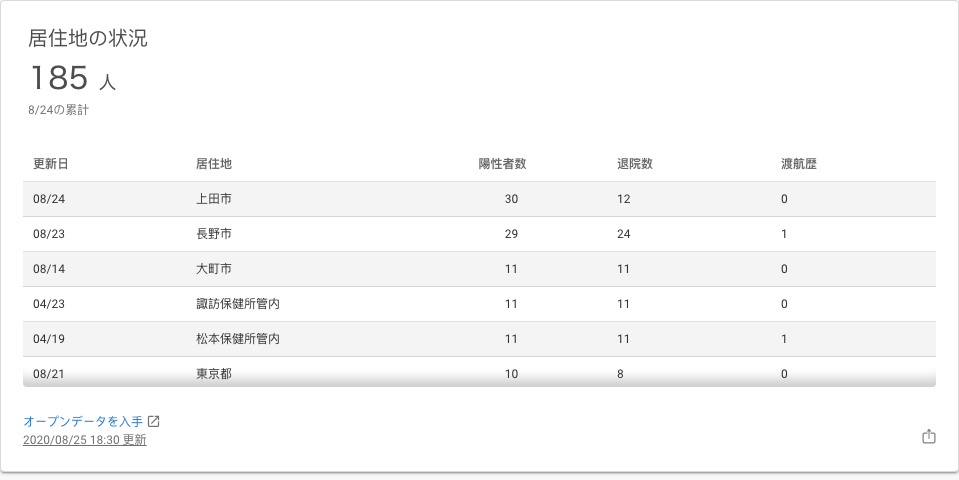 居住地の状況
185 人
8/24の累計
更新日 居住地 陽性者数 退院数 渡航歴
08/24 上田市 30 12 0
08/23 長野市 29 24 1
08/14 大町市 11 11 0
04/23 諏訪保健所管内 11 11 0
04/19 松本保健所管内 11 11 1
08/21 東京都 10 8 0
オープンデータを入手
2020/08/25 18:30 更新